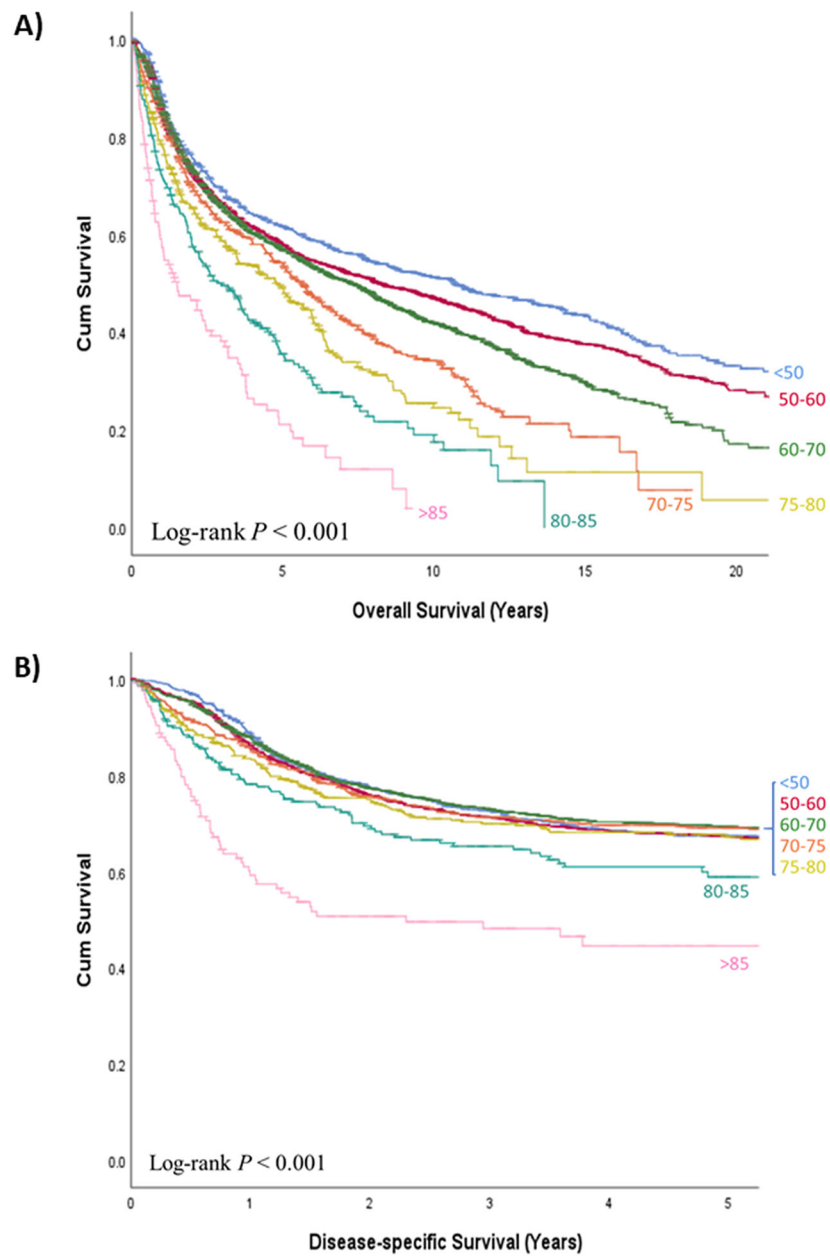 A)
1.0
0.8
0.6
0.4
0.2
0.0
Cum Survival
<50
50-60
60-70
70-75
75-80
80-85
>85
Log-rank P < 0.001
0 5 10 15 20
Overall Survival (Years)
B)
1.0
0.8
0.6
0.4
0.2
0.0
Cum Survival
<50
50-60
60-70
70-75
75-80
80-85
>85
Log-rank P < 0.001
0 1 2 3 4 5
Disease-specific Survival (Years)